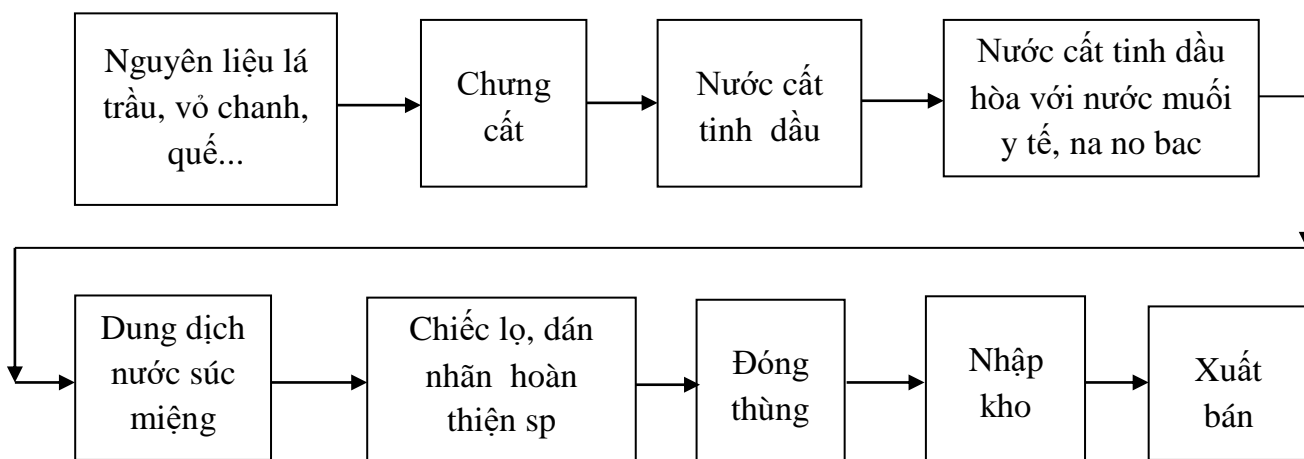 Nguyên liệu lá
trầu, vỏ chanh,
quế...
Chưng
cất
Nước cất
tinh dầu
Nước cất tinh dầu
hòa với nước muối
y tế, na no bac
Dung dịch
nước súc
miệng
Chiếc lọ, dán
nhãn hoàn
thiện sp
Đóng
thùng
Nhập
kho
Xuất
bán